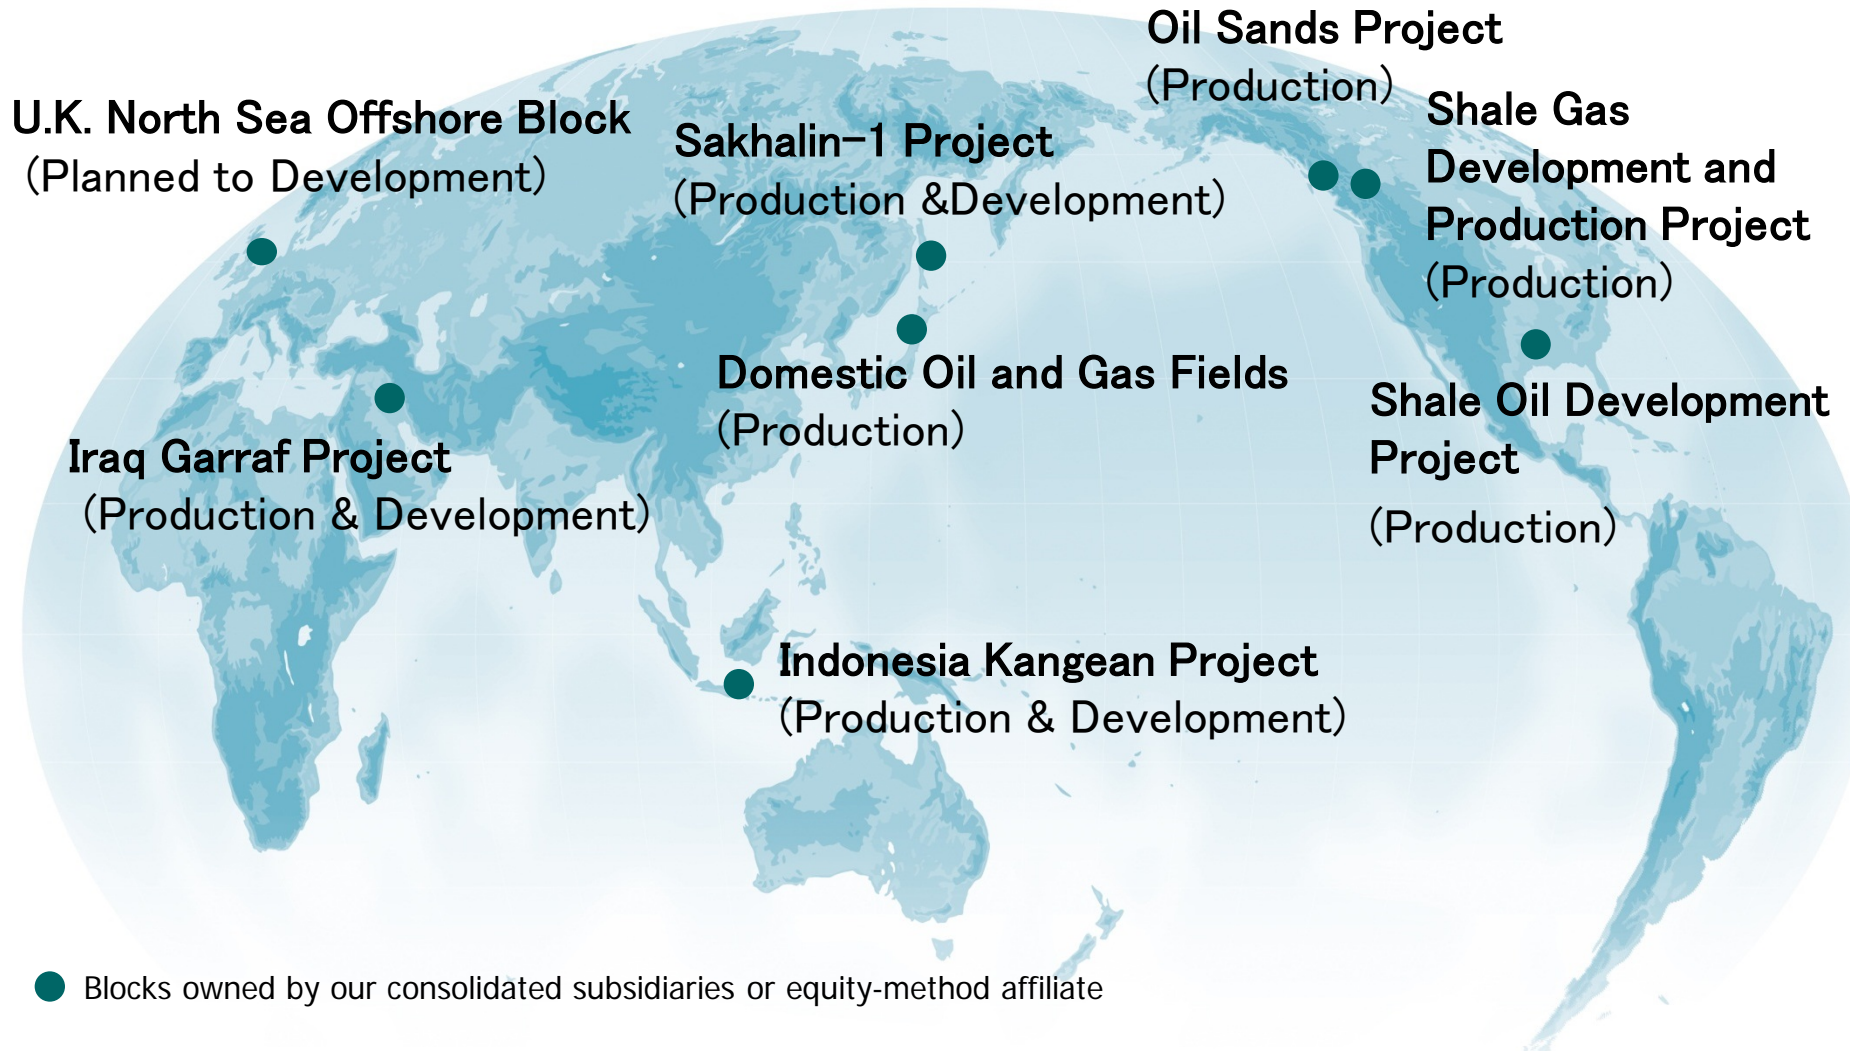 Oil Sands Project
(Production)
U.K. North Sea Offshore Block
(Planned to Development)
Sakhalin-1 Project
(Production &Development)
Shale Gas
Development and
Production Project
(Production)
Domestic Oil and Gas Fields
(Production)
Shale Oil Development
Project
(Production)
Iraq Garraf Project
(Production & Development)
Indonesia Kangean Project
(Production & Development)
Blocks owned by our consolidated subsidiaries or equity-method affiliate